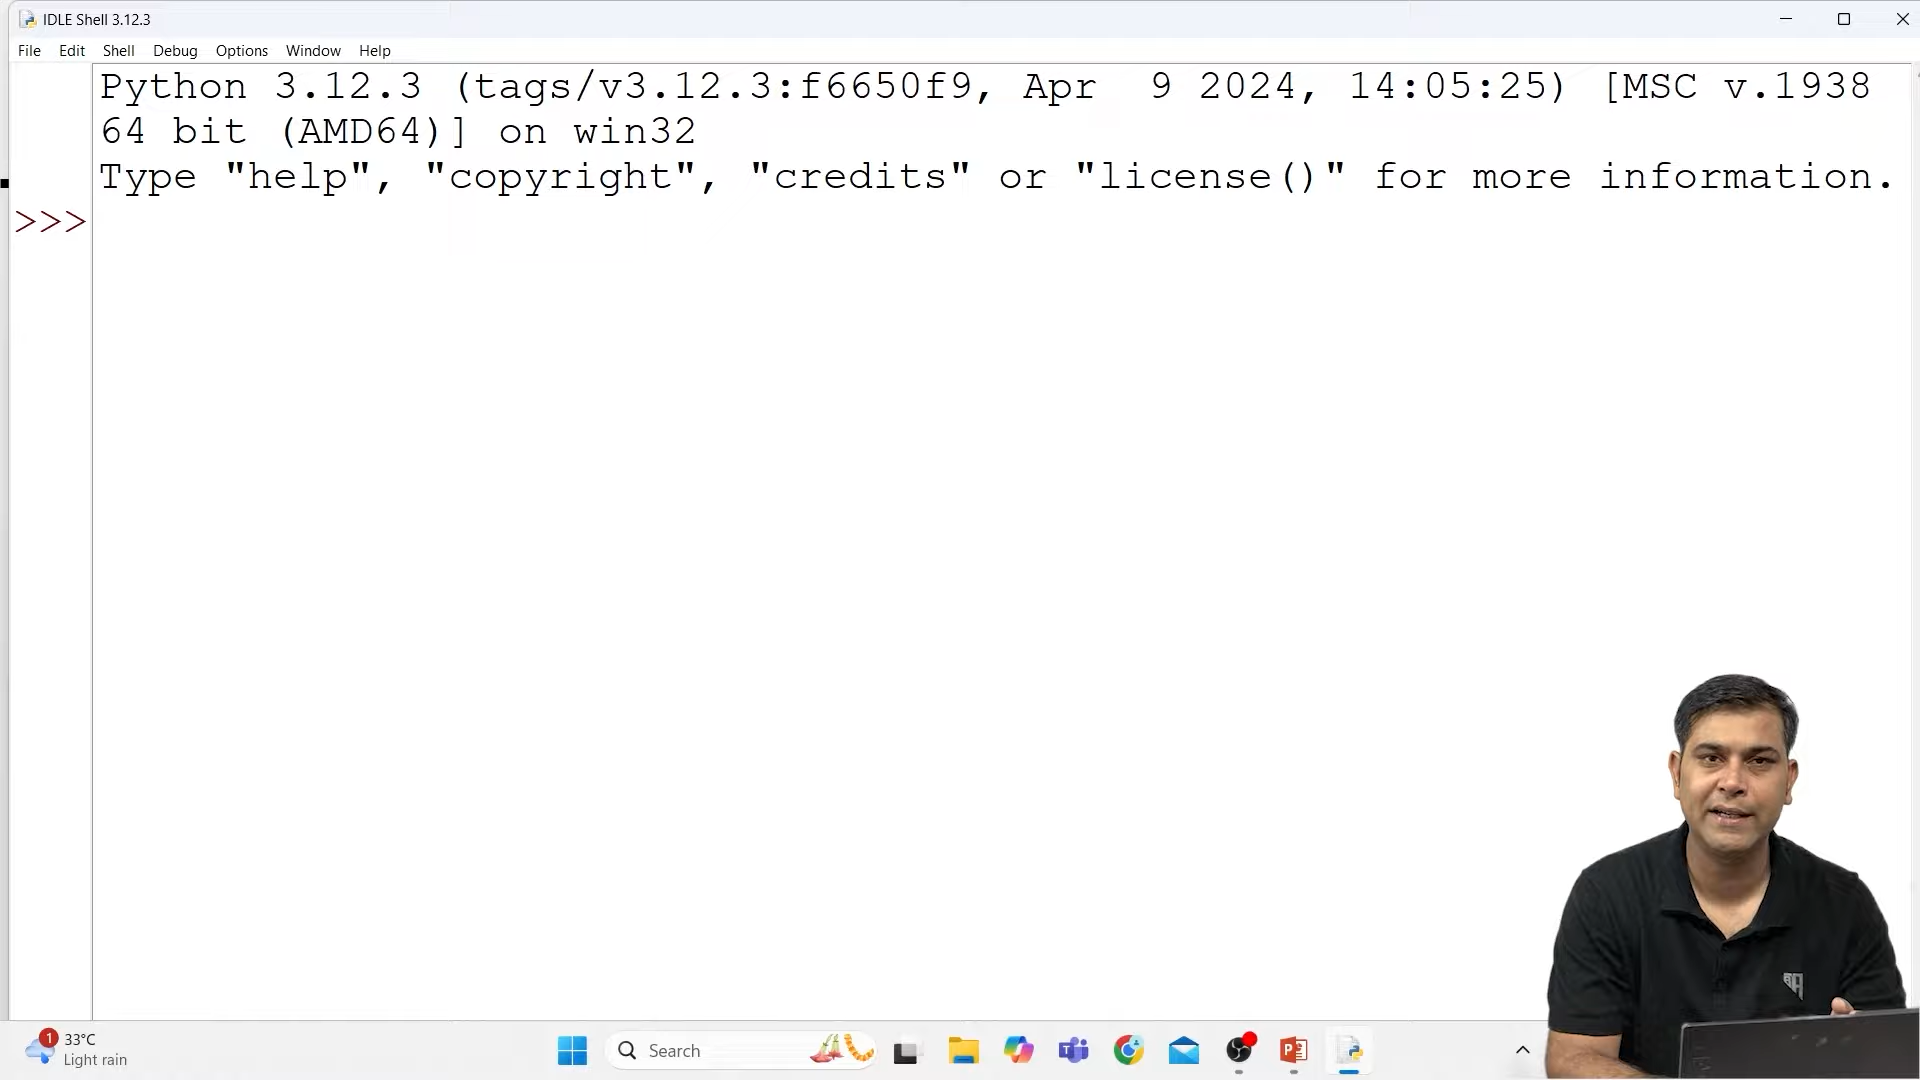 IDLE Shell 3.12.3
File Edit Shell Debug Options Window Help
Python 3.12.3 (tags/v3.12.3:f6650f9, Apr  9 2024, 14:05:25) [MSC v.1938
64 bit (AMD64)] on win32
Type "help", "copyright", "credits" or "license()" for more information.
>>>
1
33°C
Light rain
Search